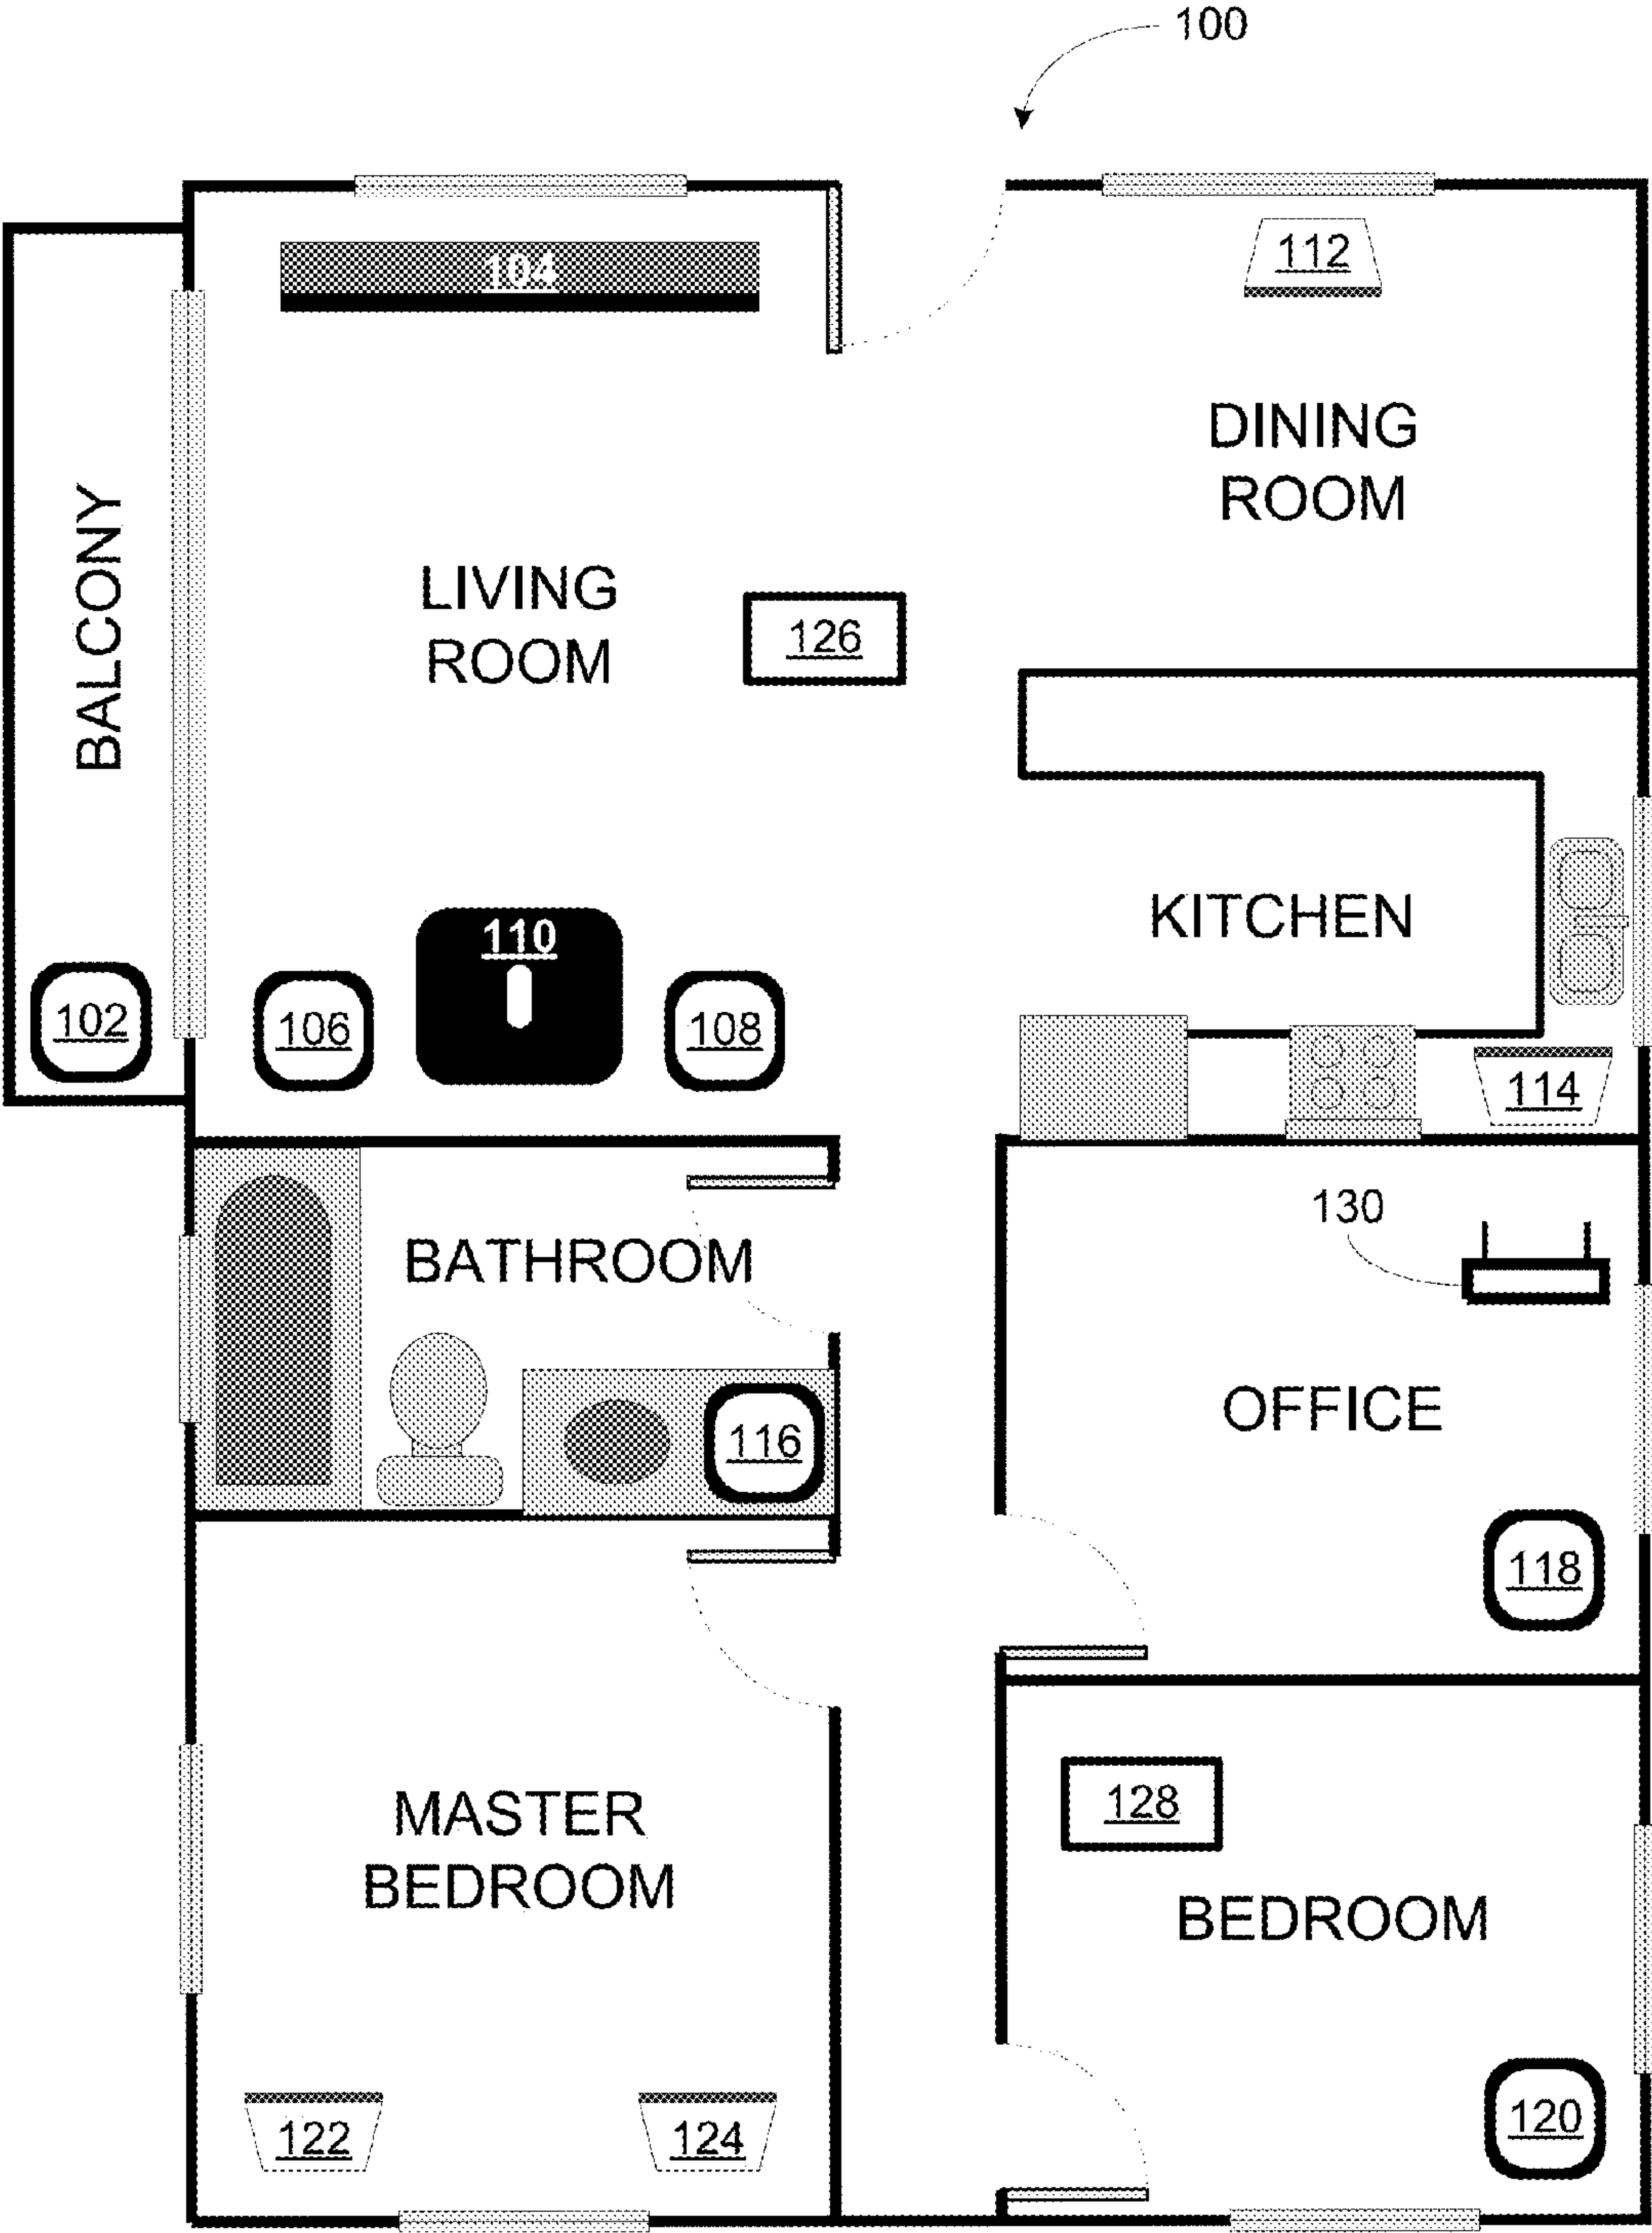 100
104
112
DINING
ROOM
BALCONY
LIVING
ROOM
126
KITCHEN
110
102
106
108
114
130
BATHROOM
OFFICE
116
118
MASTER
BEDROOM
128
BEDROOM
122
124
120